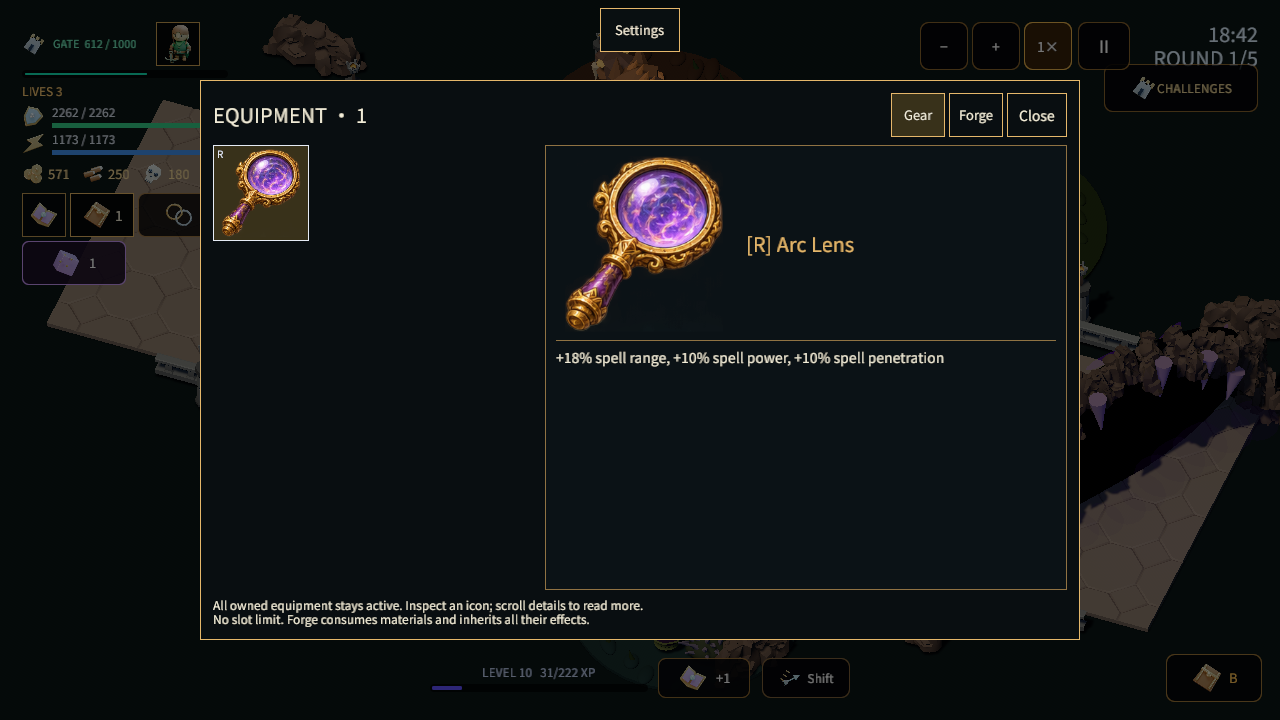 Settings
GATE 612 / 1000
− + 1× II
18:42
ROUND 1/5
CHALLENGES
LIVES 3
2262 / 2262
1173 / 1173
571 250 180
1
1
EQUIPMENT • 1
Gear Forge Close
R
[R] Arc Lens
+18% spell range, +10% spell power, +10% spell penetration
All owned equipment stays active. Inspect an icon; scroll details to read more.
No slot limit. Forge consumes materials and inherits all their effects.
LEVEL 10 31/222 XP
+1
Shift
B